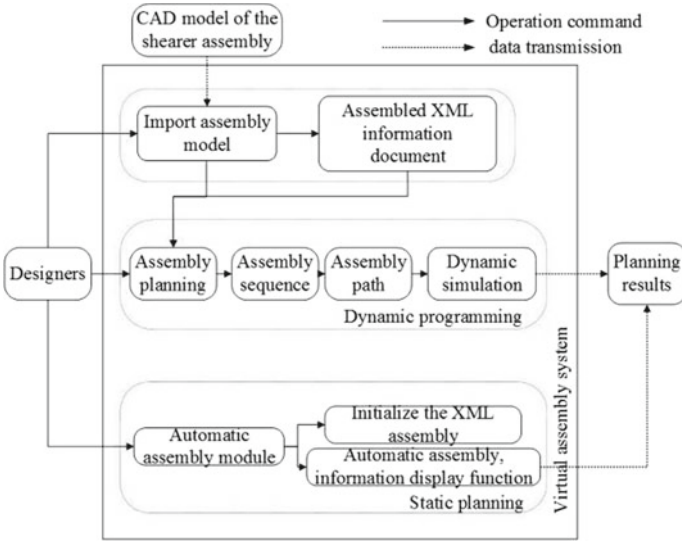 CAD model of the
shearer assembly
Operation command
data transmission
Import assembly
model
Assembled XML
information
document
Designers
Assembly
planning
Assembly
sequence
Assembly
path
Dynamic
simulation
Planning
results
Dynamic programming
Automatic
assembly module
Initialize the XML
assembly
Automatic assembly,
information display function
Static planning
Virtual assembly system